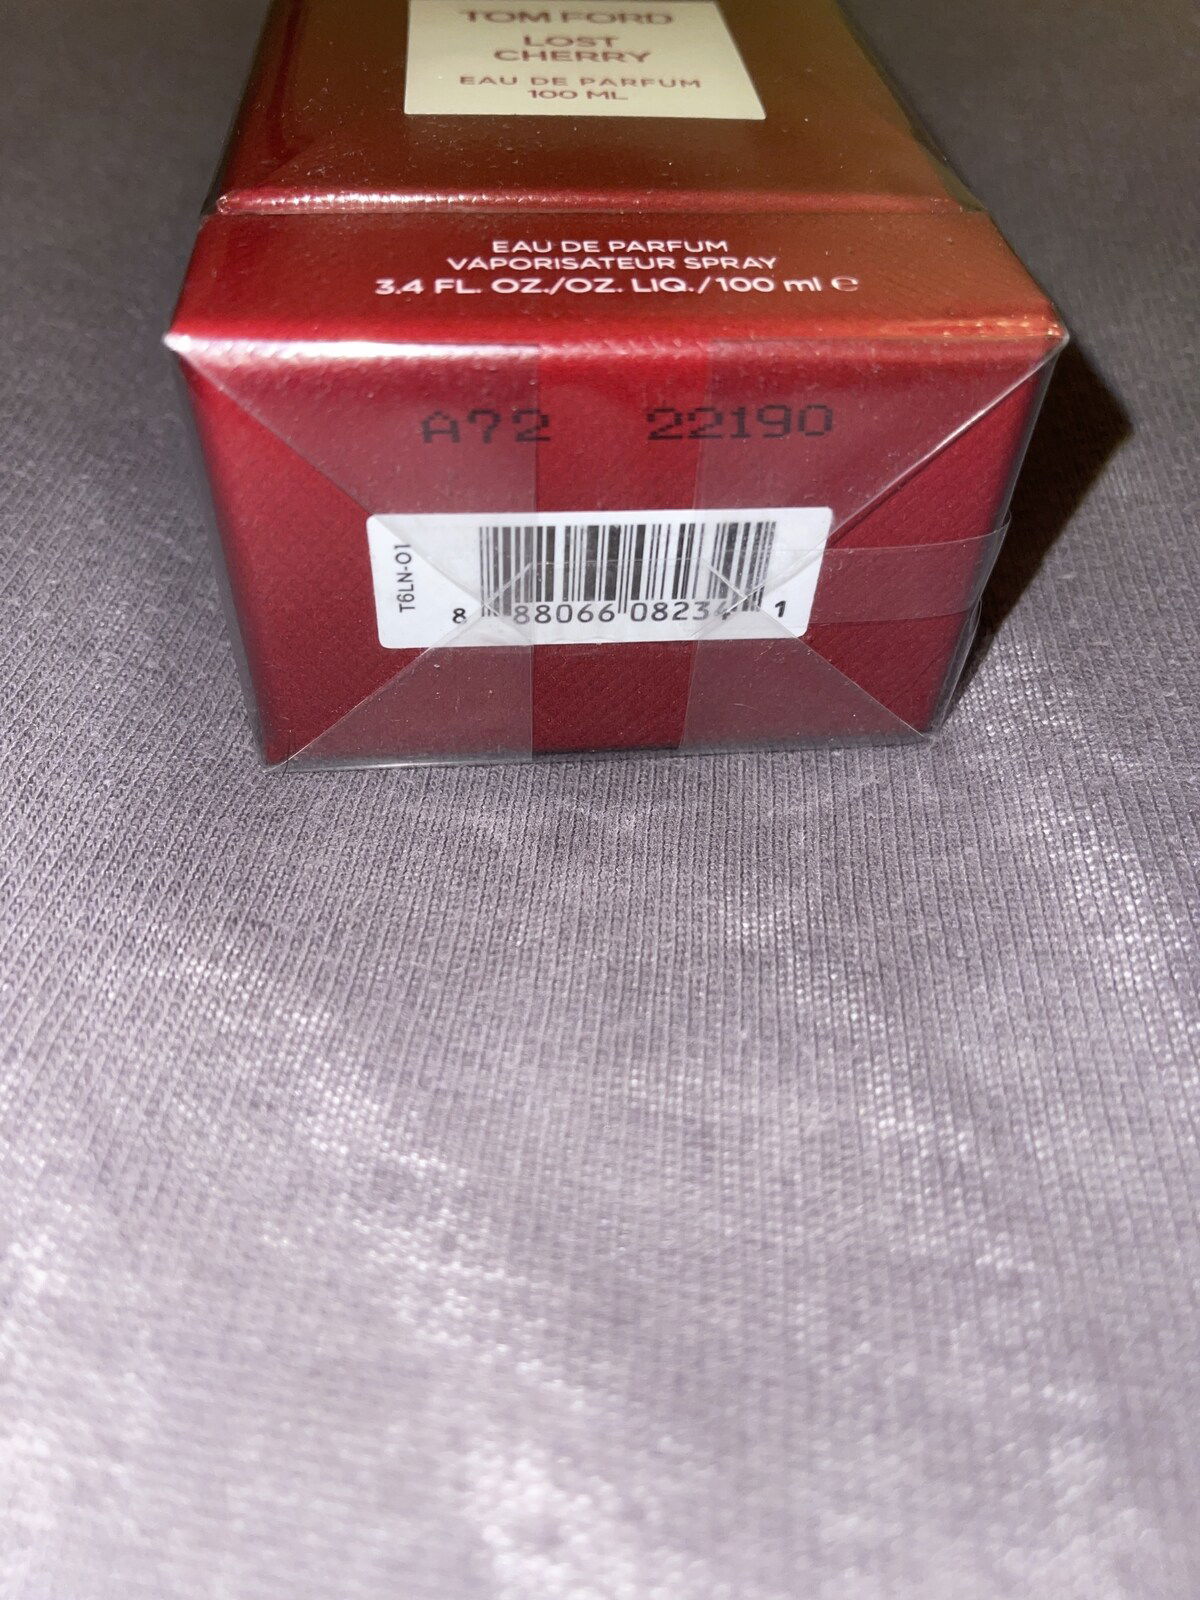 TOM FORD
LOST
CHERRY
EAU DE PARFUM
100 ML
EAU DE PARFUM
VAPORISATEUR SPRAY
3.4 FL. OZ./OZ. LIQ./100 ml ℮
A72 22190
T6LN-01
8 88066 08234 1